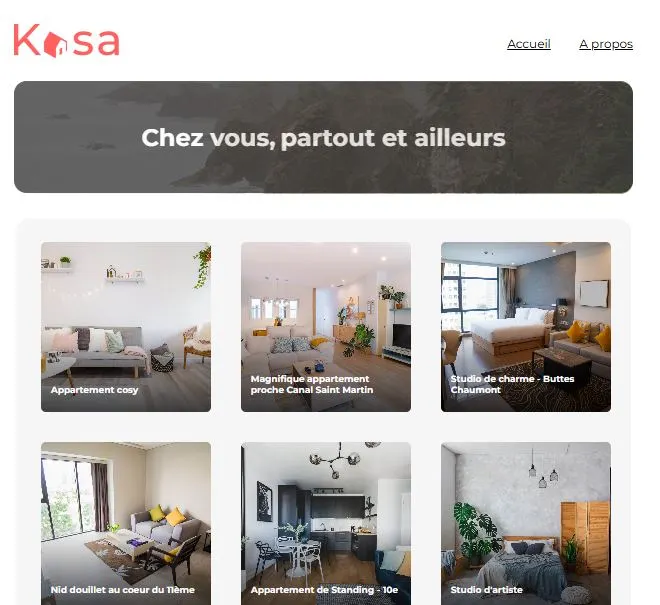 Kasa
Accueil
A propos
Chez vous, partout et ailleurs
Appartement cosy
Magnifique appartement
proche Canal Saint Martin
Studio de charme - Buttes
Chaumont
Nid douillet au coeur du 11ème
Appartement de Standing - 10e
Studio d'artiste